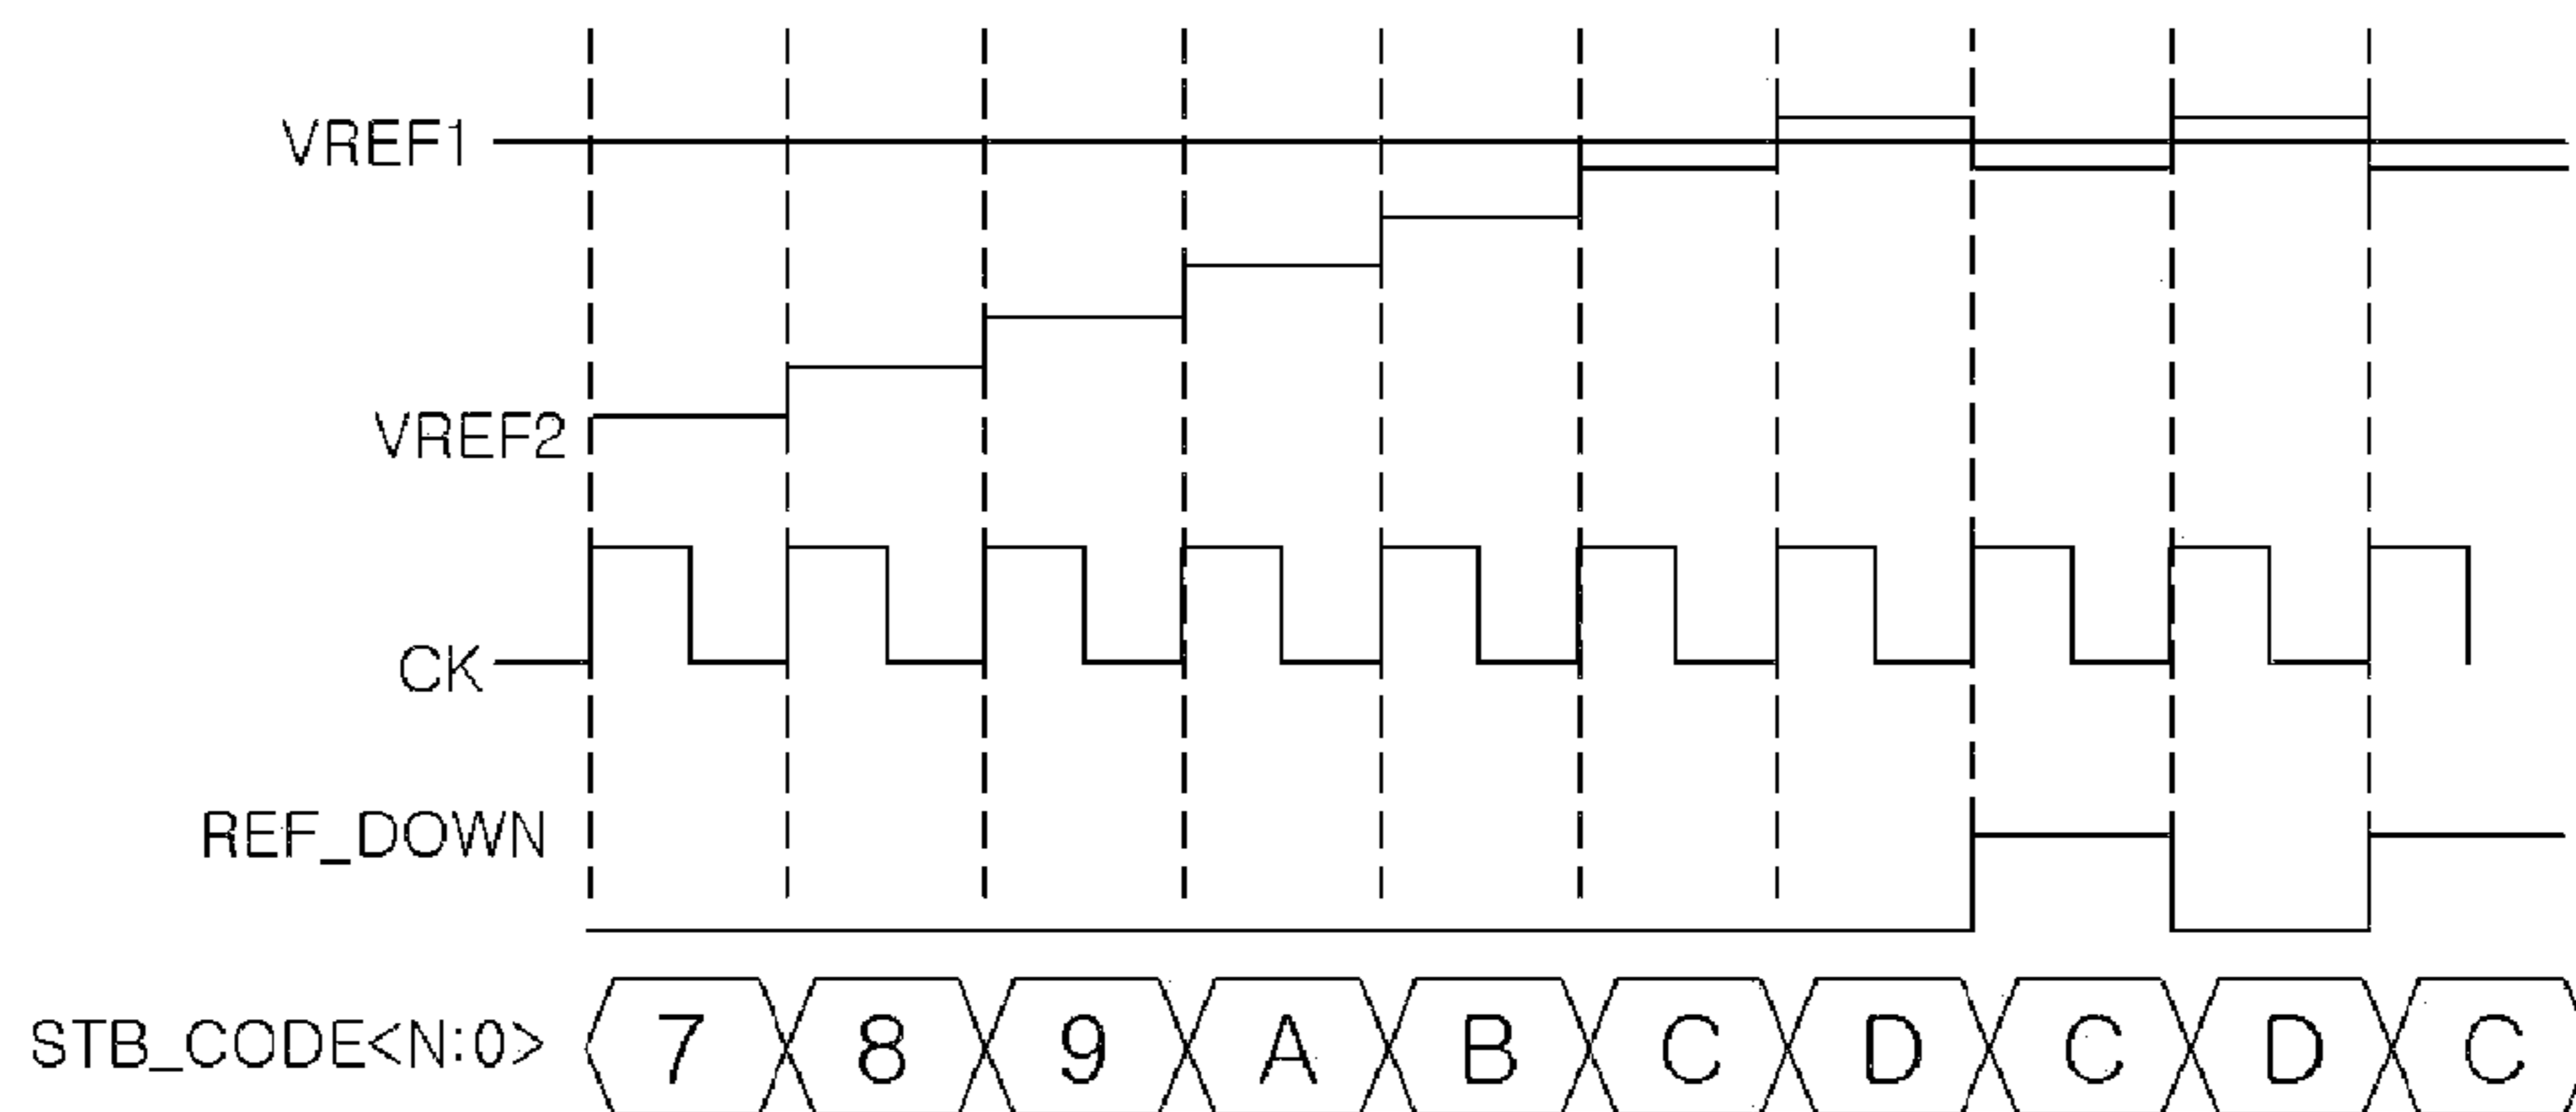 VREF1
VREF2
CK
REF_DOWN
STB_CODE<N:0> 7 8 9 A B C D C D C